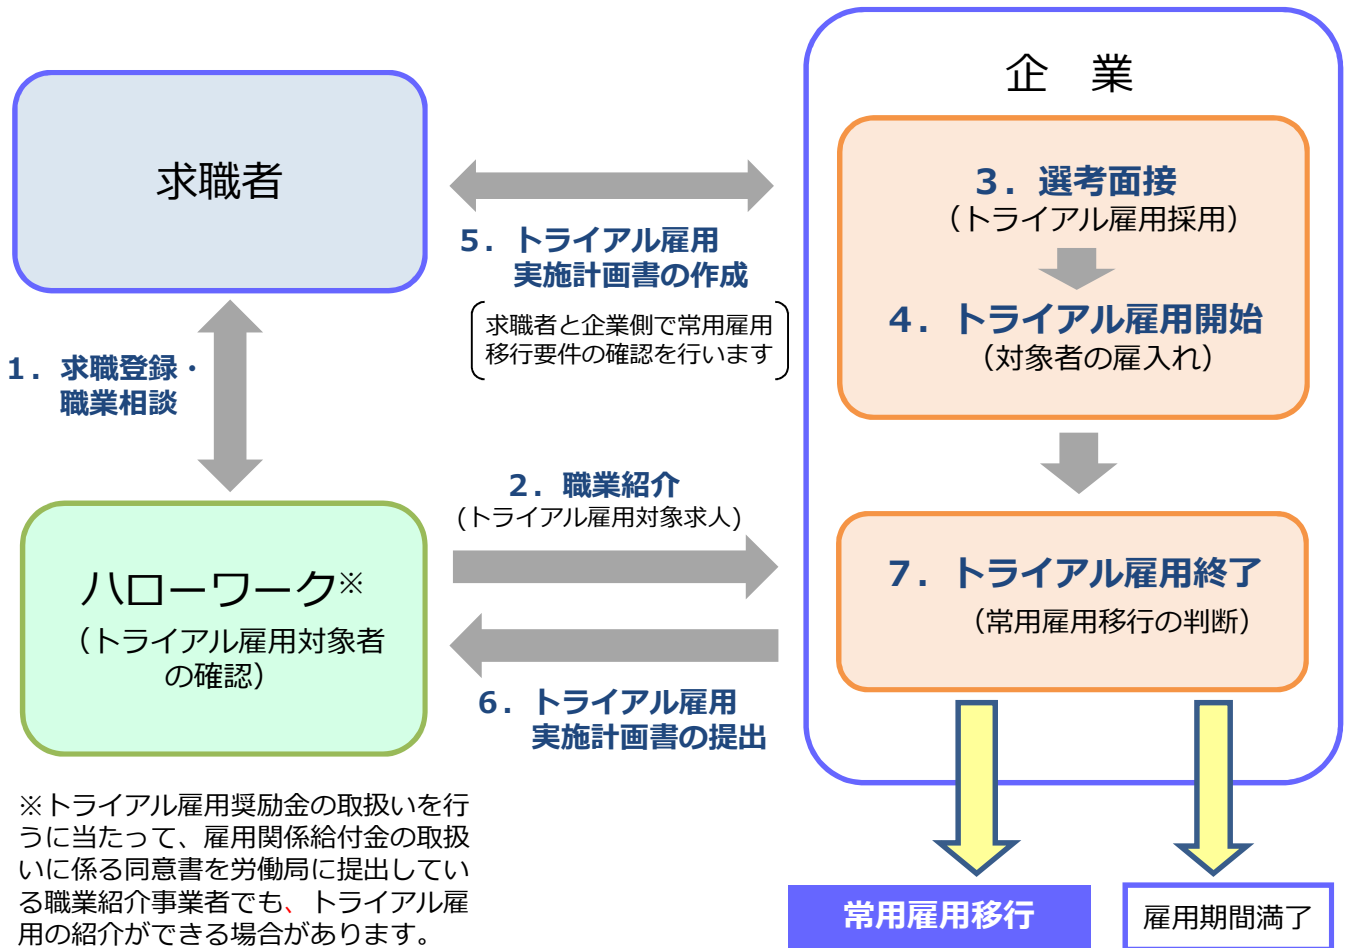 企　業
求職者
３．選考面接
（トライアル雇用採用）
４．トライアル雇用開始
（対象者の雇入れ）
５．トライアル雇用
実施計画書の作成
求職者と企業側で常用雇用
移行要件の確認を行います
１．求職登録・
職業相談
２．職業紹介
(トライアル雇用対象求人)
ハローワーク※
（トライアル雇用対象者
の確認）
７．トライアル雇用終了
（常用雇用移行の判断）
６．トライアル雇用
実施計画書の提出
※トライアル雇用奨励金の取扱いを行
うに当たって、雇用関係給付金の取扱
いに係る同意書を労働局に提出してい
る職業紹介事業者でも、トライアル雇
用の紹介ができる場合があります。
常用雇用移行
雇用期間満了